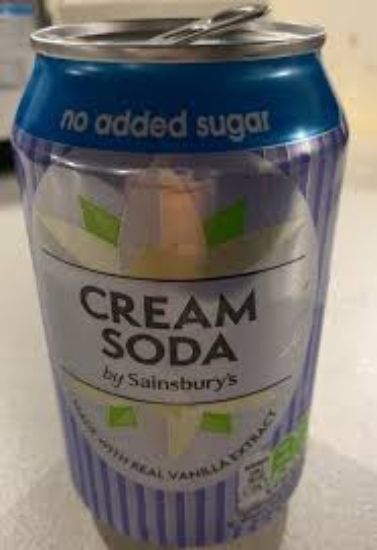 no added sugar
CREAM
SODA
by Sainsbury's
MADE WITH REAL VANILLA EXTRACT